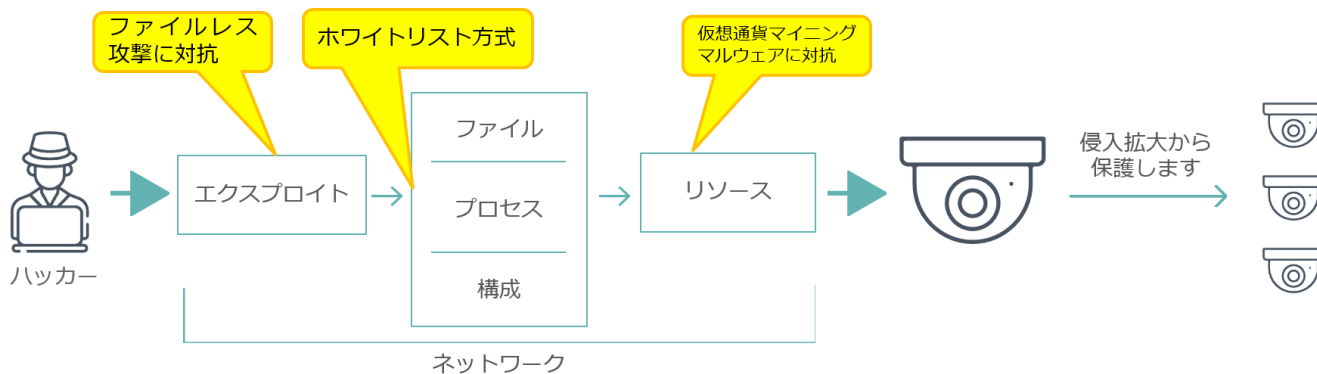 ファイルレス
攻撃に対抗
ホワイトリスト方式
仮想通貨マイニング
マルウェアに対抗
ハッカー
エクスプロイト
ファイル
プロセス
構成
リソース
侵入拡大から
保護します
ネットワーク